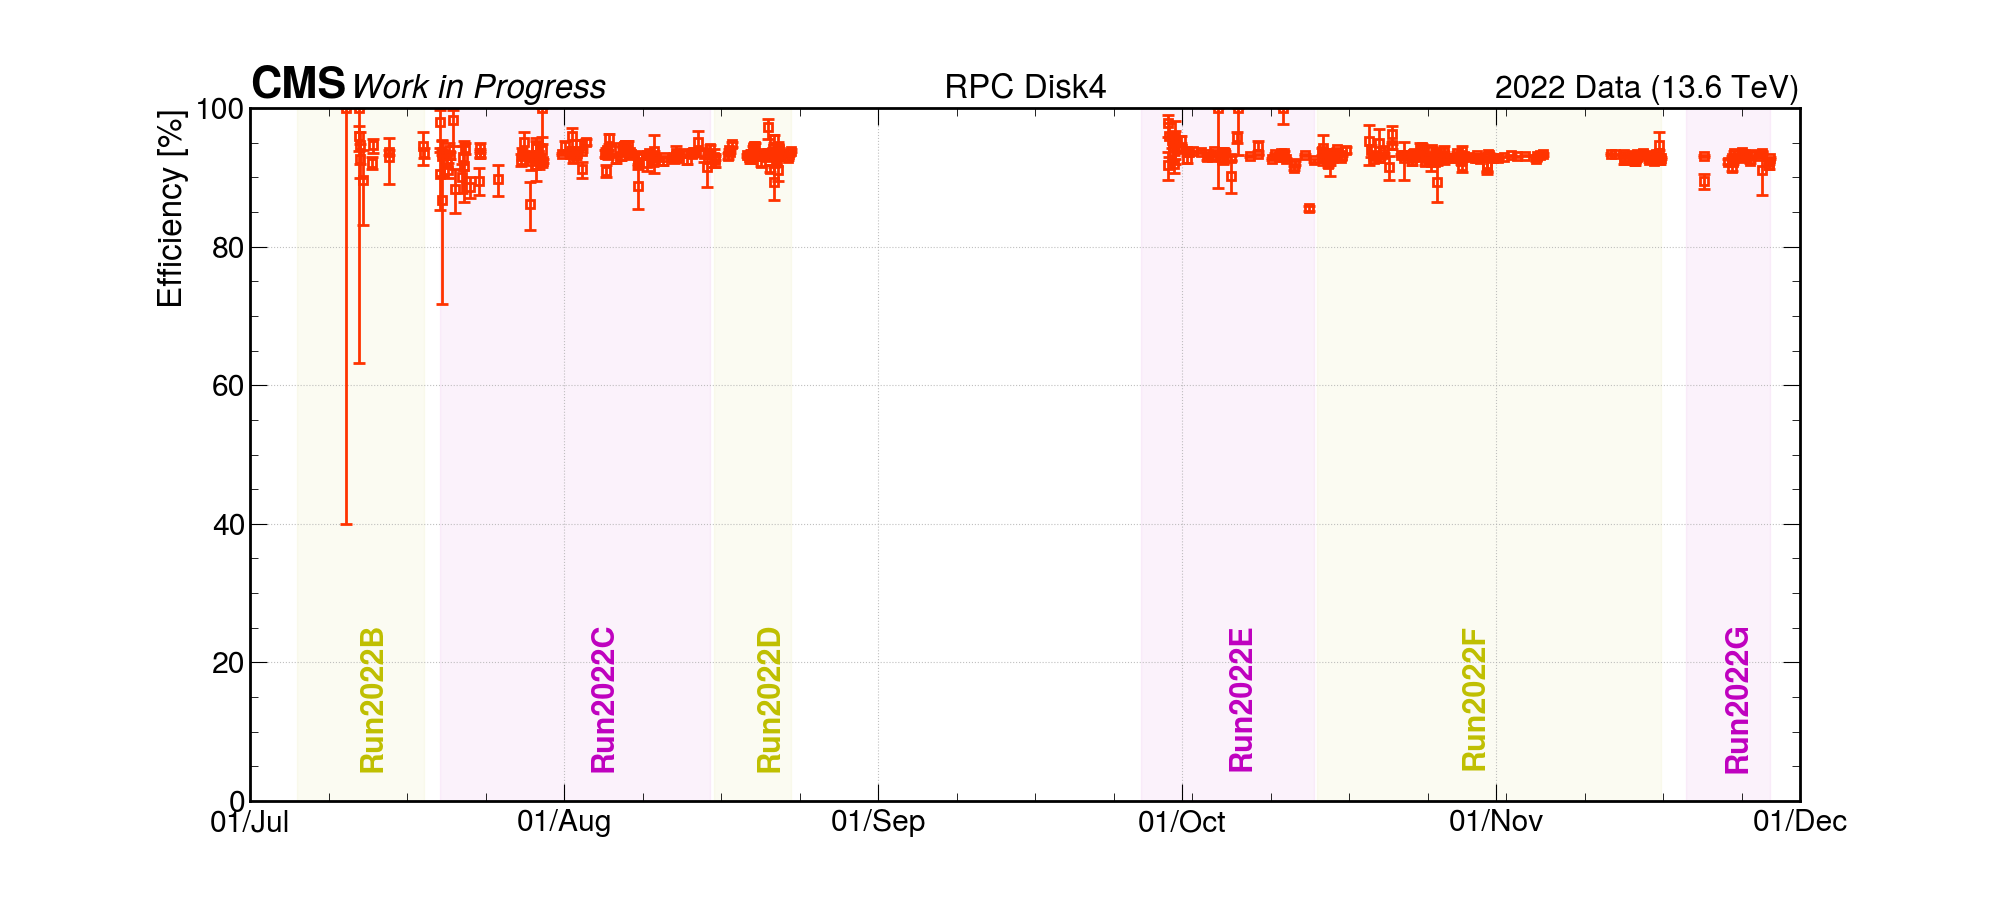 CMS Work in Progress RPC Disk4 2022 Data (13.6 TeV)
Efficiency [%]
100
80
60
40
20
0
Run2022B
Run2022C
Run2022D
Run2022E
Run2022F
Run2022G
01/Jul 01/Aug 01/Sep 01/Oct 01/Nov 01/Dec